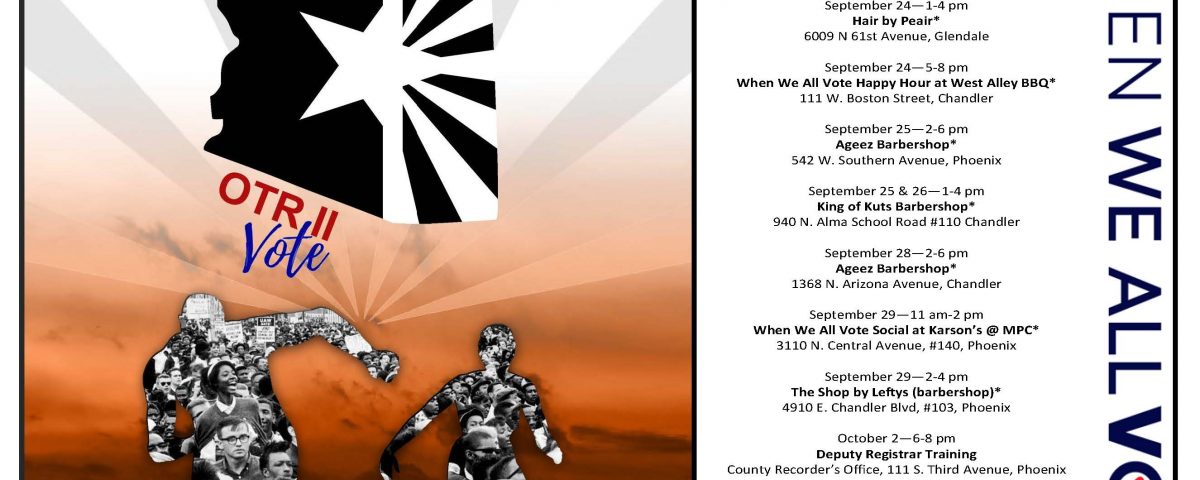 OTR II
Vote
September 24—1-4 pm
Hair by Peair*
6009 N 61st Avenue, Glendale
September 24—5-8 pm
When We All Vote Happy Hour at West Alley BBQ*
111 W. Boston Street, Chandler
September 25—2-6 pm
Ageez Barbershop*
542 W. Southern Avenue, Phoenix
September 25 & 26—1-4 pm
King of Kuts Barbershop*
940 N. Alma School Road #110 Chandler
September 28—2-6 pm
Ageez Barbershop*
1368 N. Arizona Avenue, Chandler
September 29—11 am-2 pm
When We All Vote Social at Karson’s @ MPC*
3110 N. Central Avenue, #140, Phoenix
September 29—2-4 pm
The Shop by Leftys (barbershop)*
4910 E. Chandler Blvd, #103, Phoenix
October 2—6-8 pm
Deputy Registrar Training
County Recorder’s Office, 111 S. Third Avenue, Phoenix
EN WE ALL VO